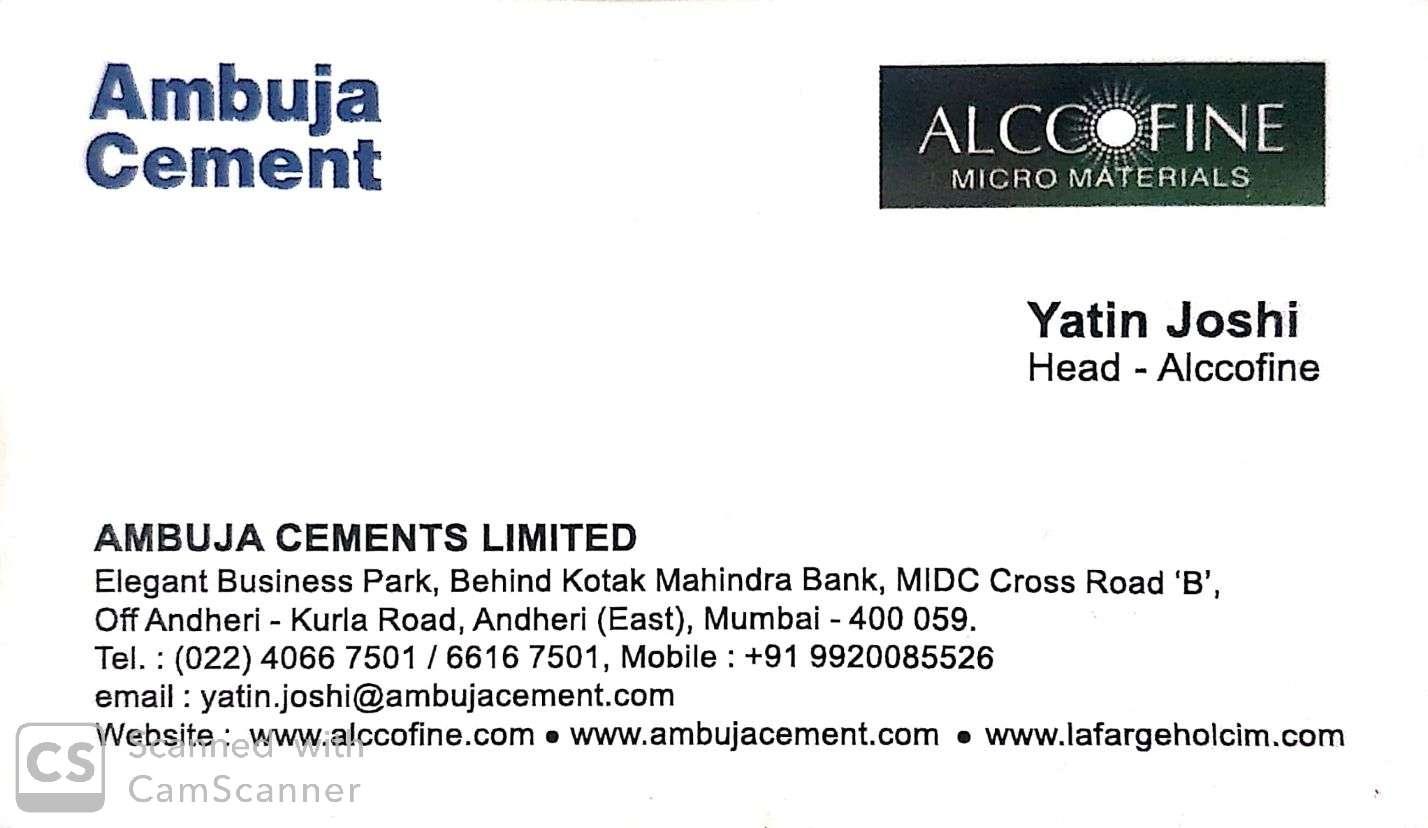 Ambuja
Cement
ALCCOFINE
MICRO MATERIALS
Yatin Joshi
Head - Alccofine
AMBUJA CEMENTS LIMITED
Elegant Business Park, Behind Kotak Mahindra Bank, MIDC Cross Road ‘B’,
Off Andheri - Kurla Road, Andheri (East), Mumbai - 400 059.
Tel. : (022) 4066 7501 / 6616 7501, Mobile : +91 9920085526
email : yatin.joshi@ambujacement.com
Website : www.alccofine.com • www.ambujacement.com • www.lafargeholcim.com
CS Scanned with
CamScanner